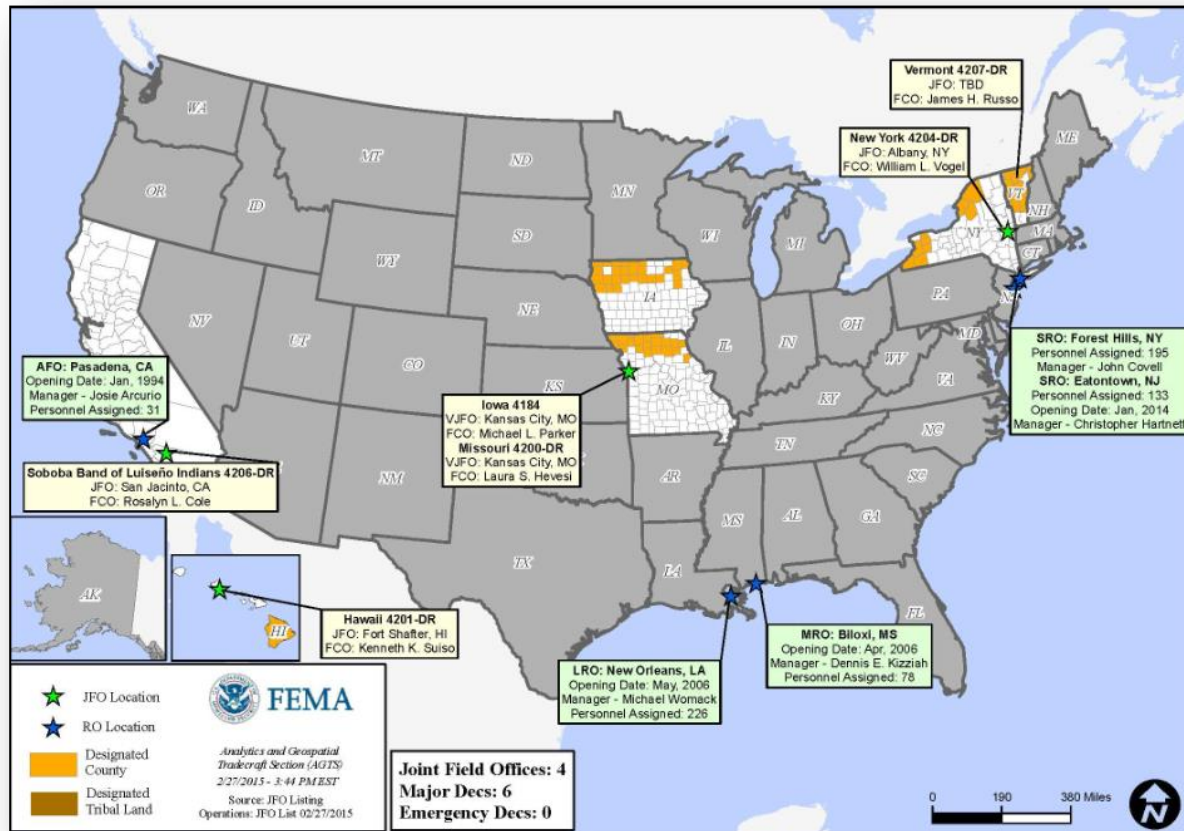 Vermont 4207-DR
JFO: TBD
FCO: James H. Russo
New York 4204-DR
JFO: Albany, NY
FCO: William L. Vogel
WA
MT
ND
MN
ME
VT
NH
OR
ID
SD
WI
MI
NY
MA
CT
WY
IA
PA
NE
NV
UT
CO
IL
IN
OH
MD
WV
VA
KS
MO
KY
NC
TN
NM
AR
SC
MS
AL
GA
TX
LA
FL
AK
HI
SRO: Forest Hills, NY
Personnel Assigned: 195
Manager - John Covell
SRO: Eatontown, NJ
Personnel Assigned: 133
Opening Date: Jan, 2014
Manager - Christopher Hartnett
AFO: Pasadena, CA
Opening Date: Jan, 1994
Manager - Josie Arcurio
Personnel Assigned: 31
Iowa 4184
VJFO: Kansas City, MO
FCO: Michael L. Parker
Missouri 4200-DR
VJFO: Kansas City, MO
FCO: Laura S. Hevesi
Soboba Band of Luiseño Indians 4206-DR
JFO: San Jacinto, CA
FCO: Rosalyn L. Cole
Hawaii 4201-DR
JFO: Fort Shafter, HI
FCO: Kenneth K. Suiso
LRO: New Orleans, LA
Opening Date: May, 2006
Manager - Michael Womack
Personnel Assigned: 226
MRO: Biloxi, MS
Opening Date: Apr, 2006
Manager - Dennis E. Kizziah
Personnel Assigned: 78
JFO Location
RO Location
Designated
County
Designated
Tribal Land
FEMA
Analytics and Geospatial
Tradecraft Section (AGTS)
2/27/2015 - 3:44 PM EST
Source: JFO Listing
Operations: JFO List 02/27/2015
Joint Field Offices: 4
Major Decs: 6
Emergency Decs: 0
0 190 380 Miles
N